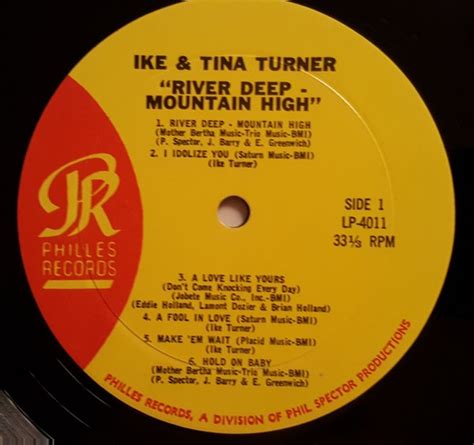 IKE & TINA TURNER
"RIVER DEEP -
MOUNTAIN HIGH"
1. RIVER DEEP - MOUNTAIN HIGH
(Mother Bertha Music-Trio Music-BMI)
(P. Spector, J. Barry & E. Greenwich)
2. I IDOLIZE YOU (Saturn Music-BMI)
(Ike Turner)
PR
PHILLES
RECORDS
SIDE 1
LP-4011
33⅓ RPM
3. A LOVE LIKE YOURS
(Don't Come Knocking Every Day)
(Jobete Music Co., Inc.-BMI)
(Eddie Holland, Lamont Dozier & Brian Holland)
4. A FOOL IN LOVE (Saturn Music-BMI)
(Ike Turner)
5. MAKE 'EM WAIT (Placid Music-BMI)
(Ike Turner)
6. HOLD ON BABY
(Mother Bertha Music-Trio Music-BMI)
(P. Spector, J. Barry & E. Greenwich)
PHILLES RECORDS, A DIVISION OF PHIL SPECTOR PRODUCTIONS